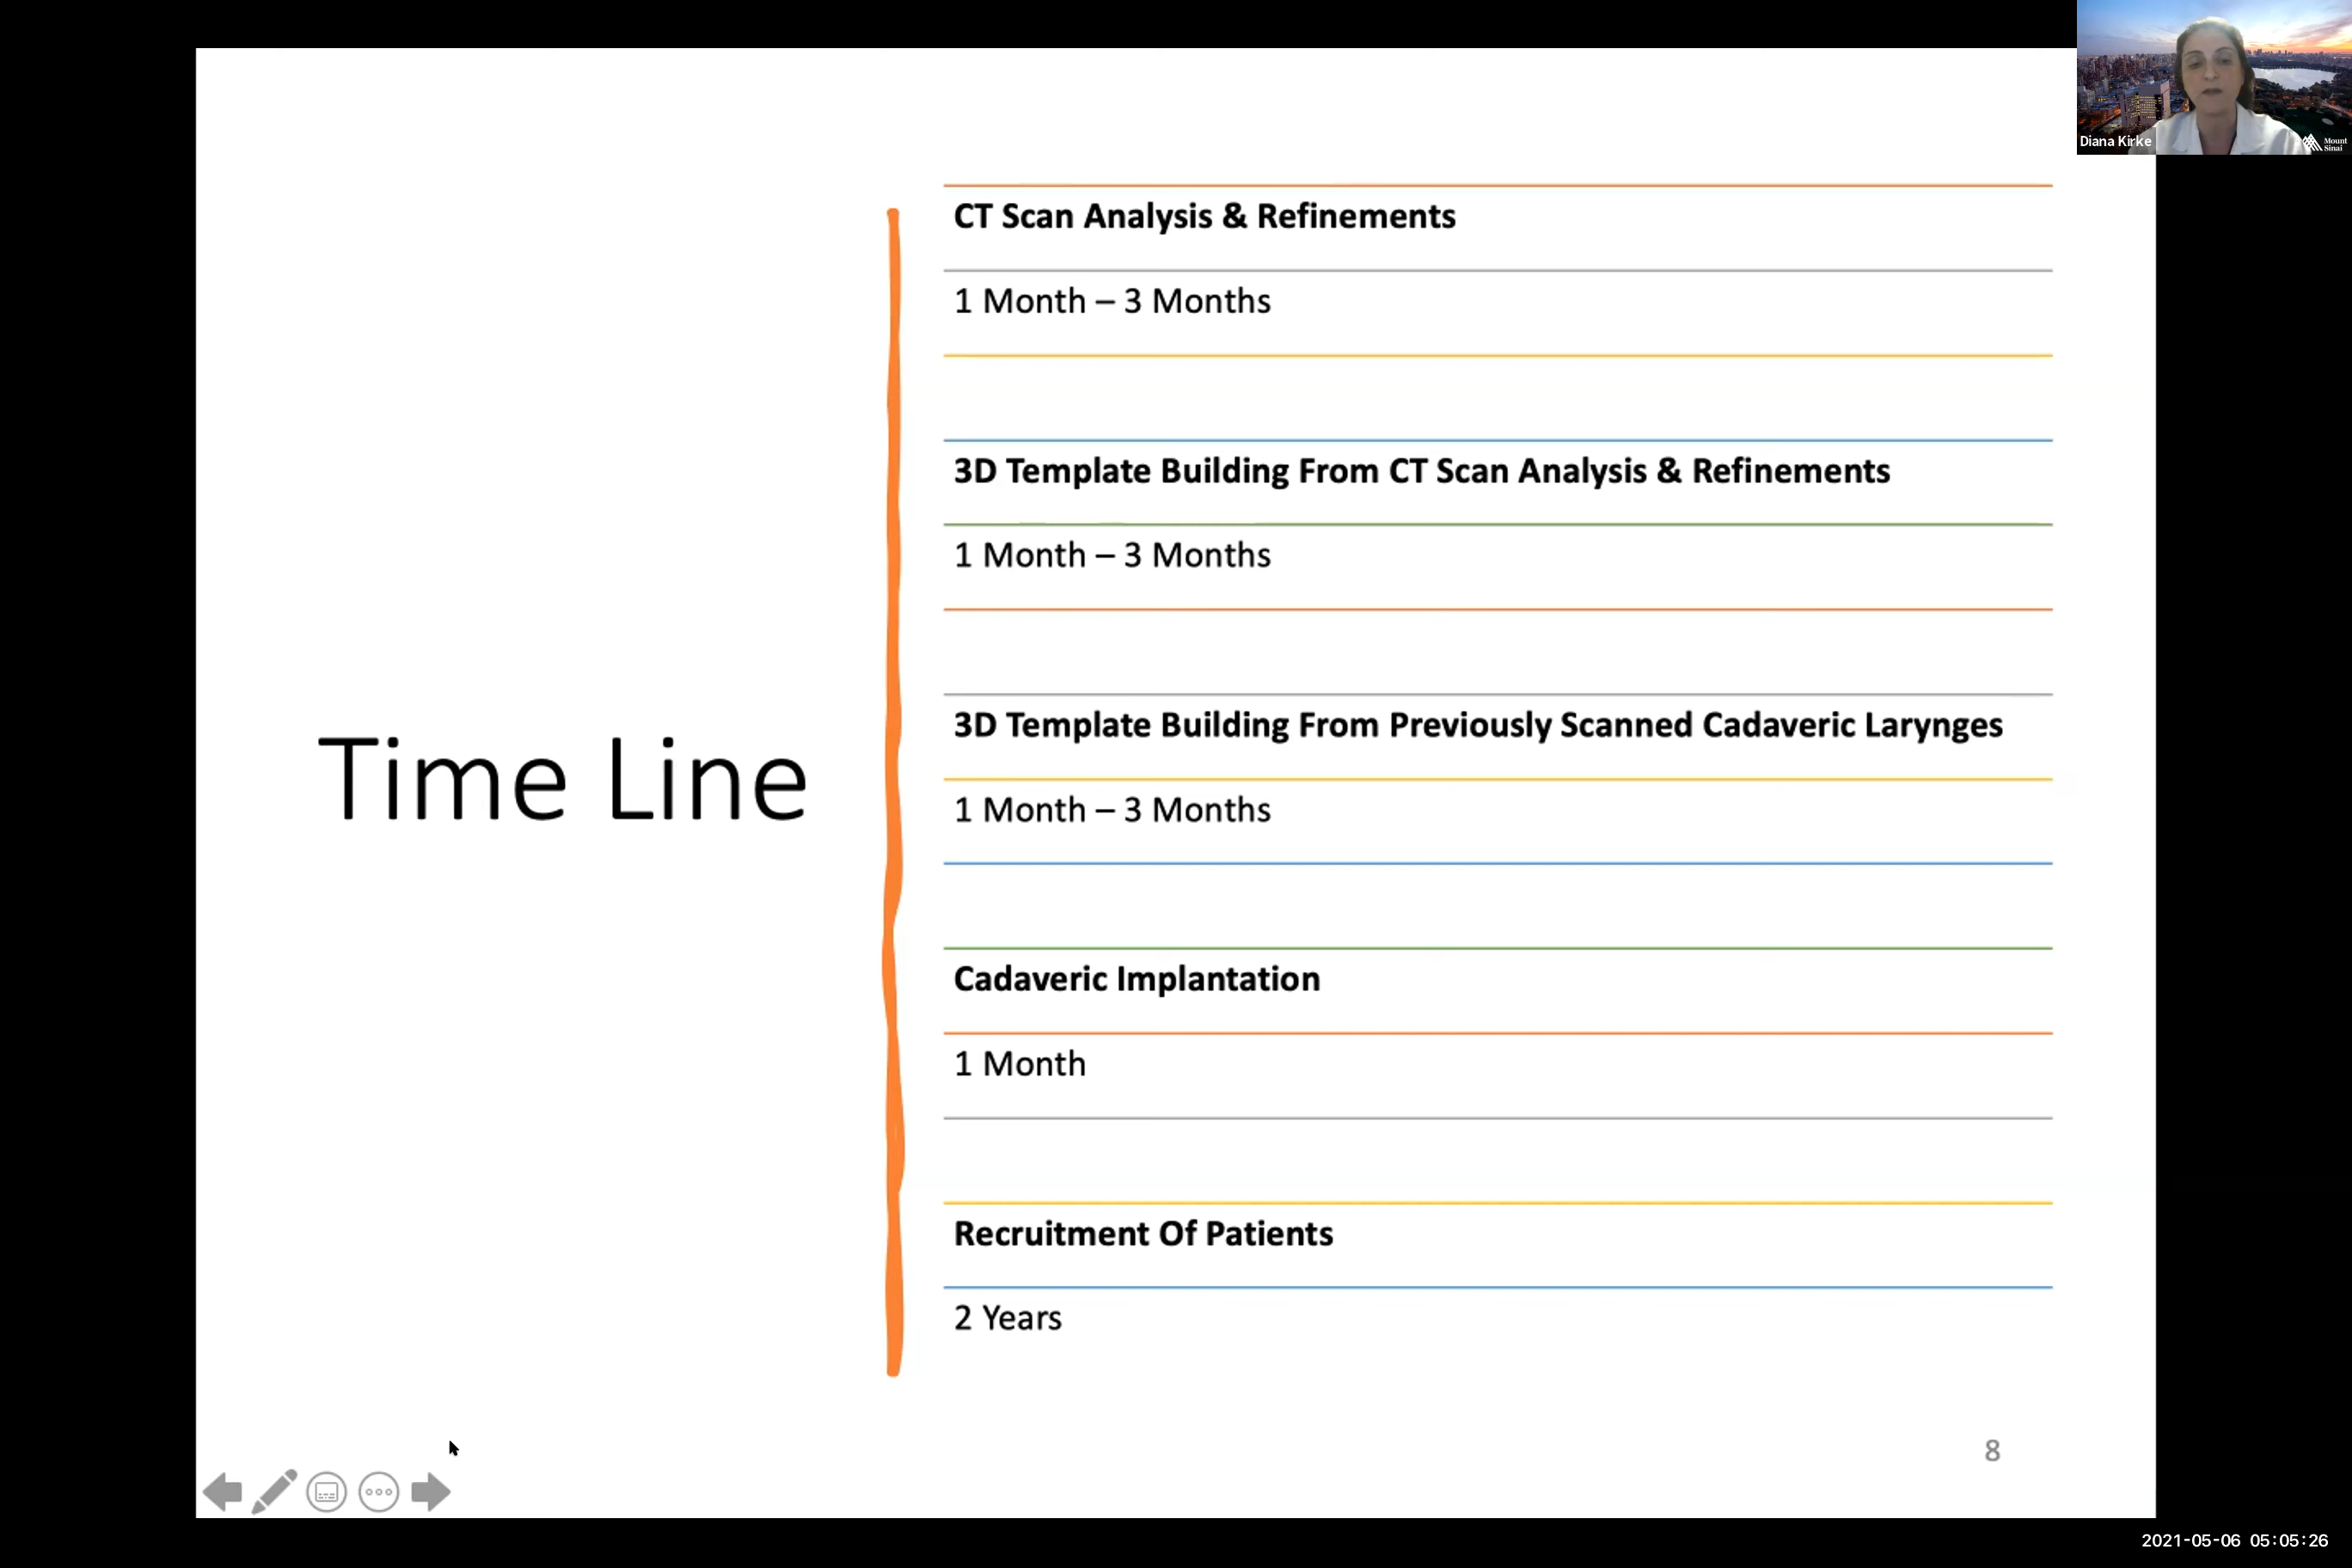 Diana Kirke
Mount
Sinai
CT Scan Analysis & Refinements
1 Month – 3 Months
3D Template Building From CT Scan Analysis & Refinements
1 Month – 3 Months
3D Template Building From Previously Scanned Cadaveric Larynges
Time Line
1 Month – 3 Months
Cadaveric Implantation
1 Month
Recruitment Of Patients
2 Years
8
2021-05-06 05:05:26